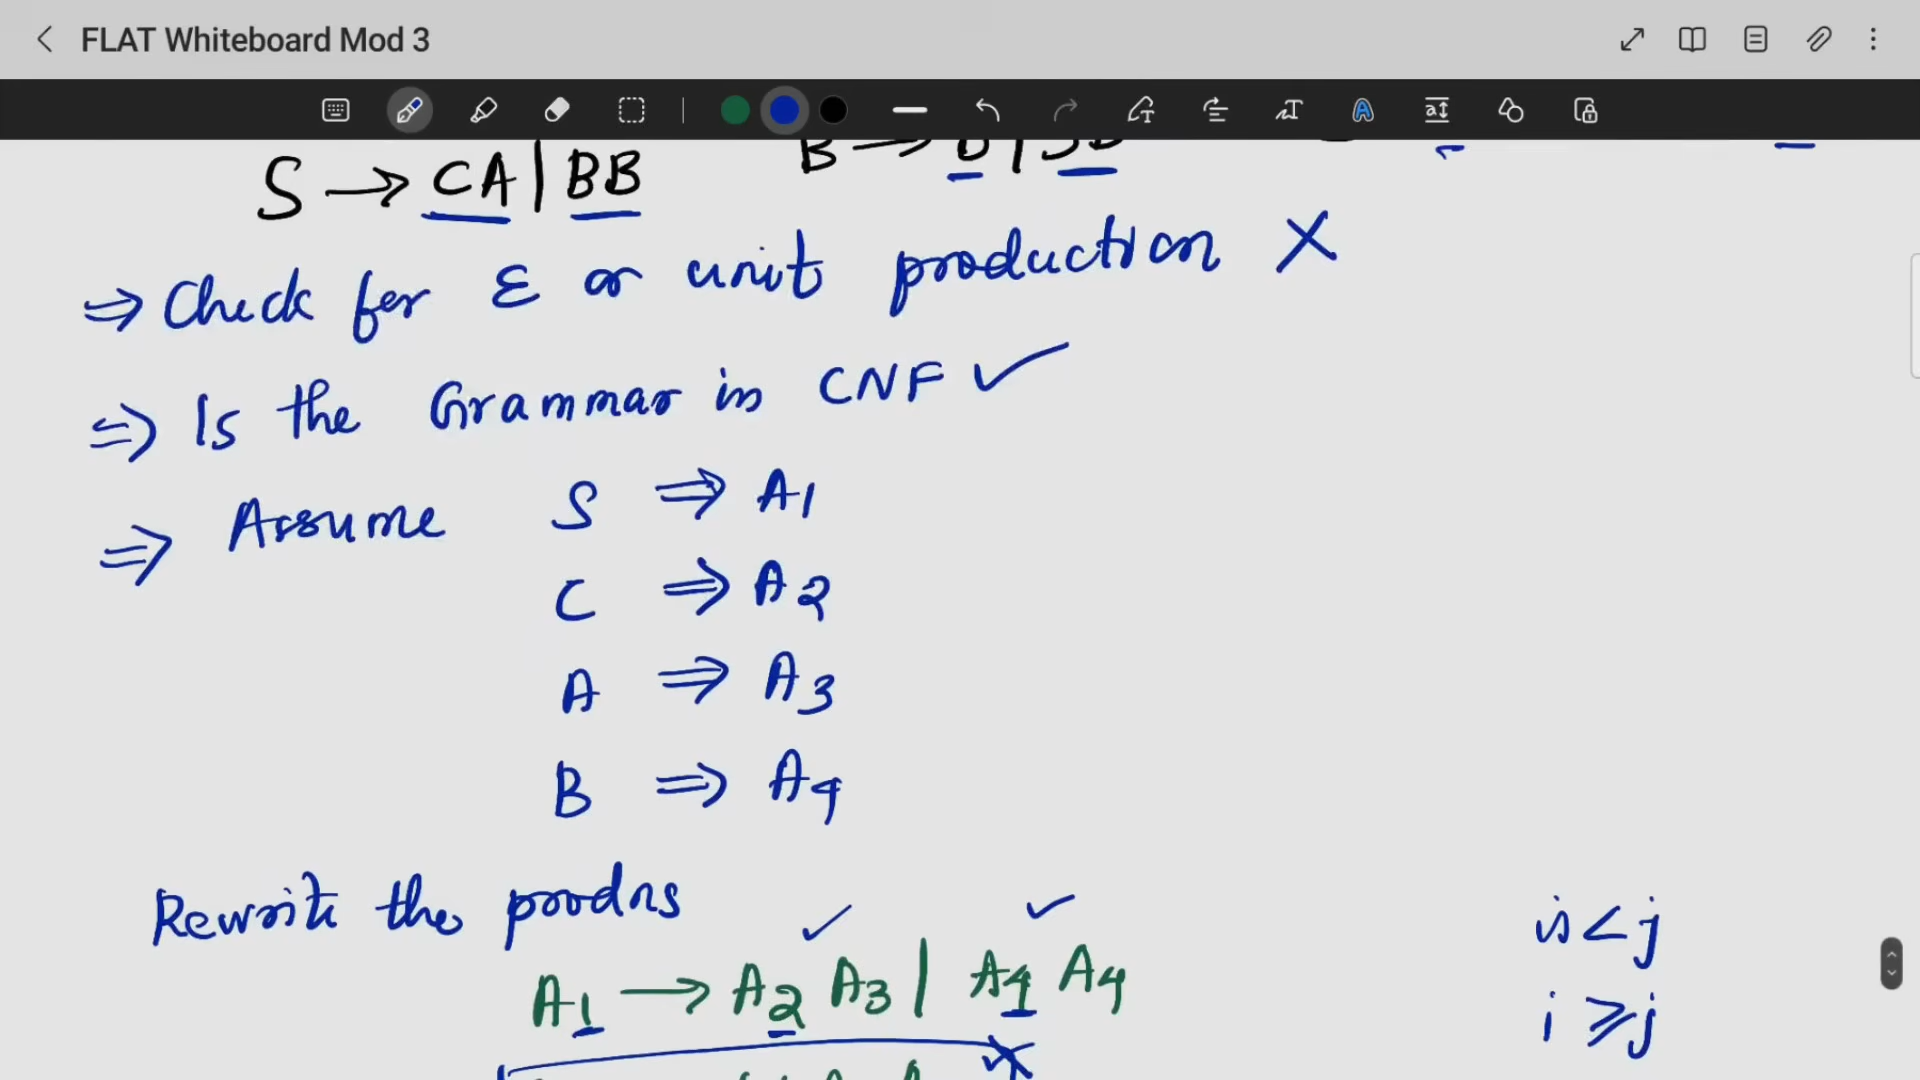 FLAT Whiteboard Mod 3
S → CA | BB B →
⇒ Check for ε or unit production X
⇒ Is the Grammar in CNF ✓
⇒ Assume S ⇒ A1
C ⇒ A2
A ⇒ A3
B ⇒ A4
Rewrite the prodns
i < j
A1 → A2 A3 | A4 A4
i ⩾ j